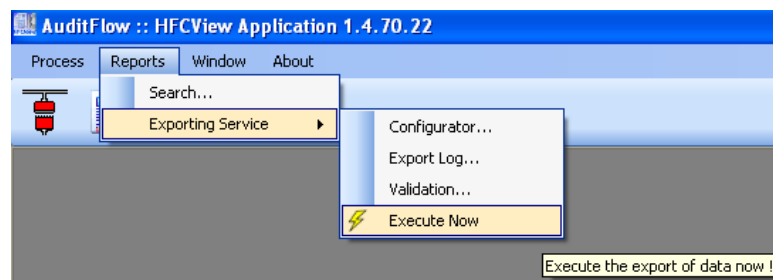 AuditFlow :: HFCView Application 1.4.70.22
Process Reports Window About
Search...
Exporting Service
Configurator...
Export Log...
Validation...
Execute Now
Execute the export of data now !